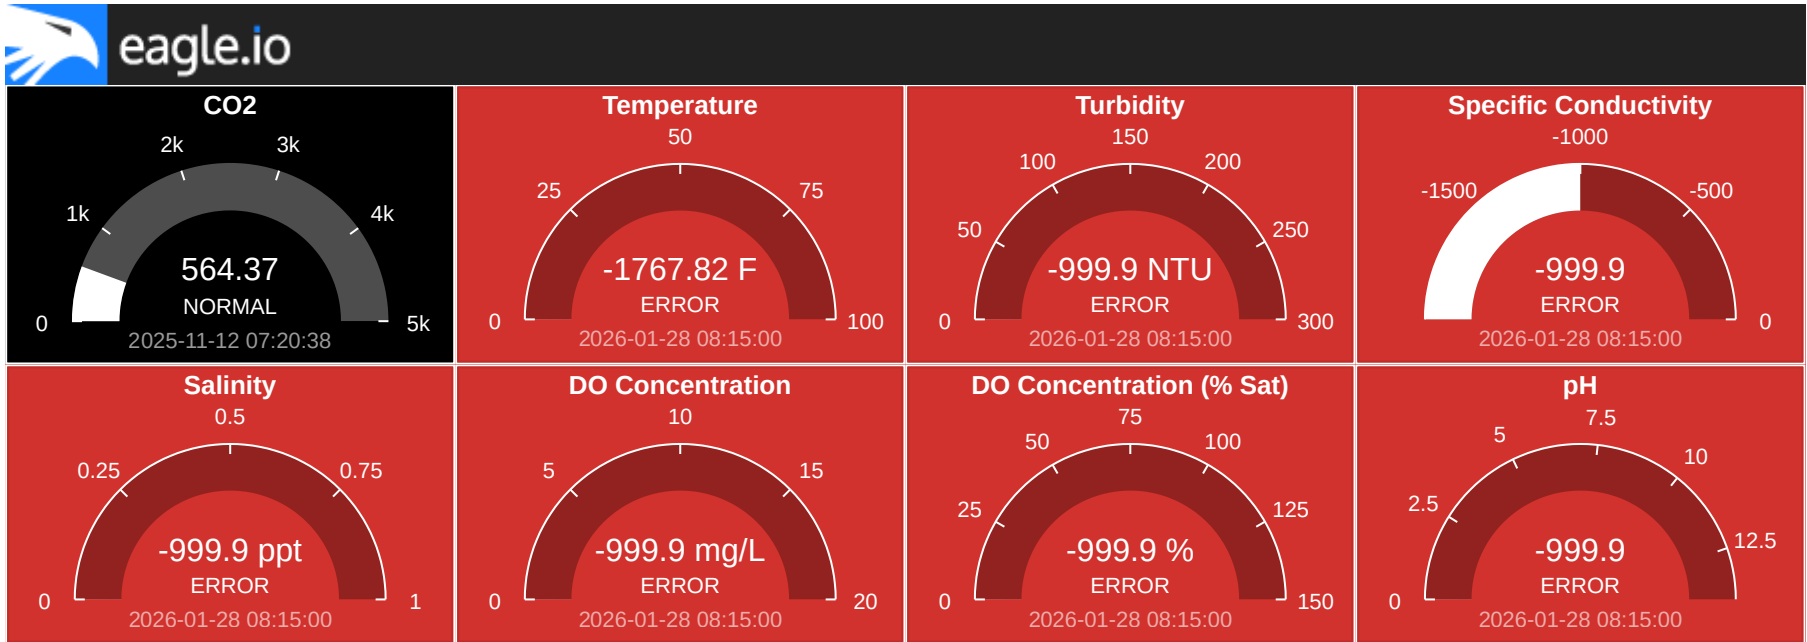 eagle.io
CO2
0
1k
2k
3k
4k
5k
564.37
NORMAL
2025-11-12 07:20:38
Temperature
0
25
50
75
100
-1767.82 F
ERROR
2026-01-28 08:15:00
Turbidity
0
50
100
150
200
250
300
-999.9 NTU
ERROR
2026-01-28 08:15:00
Specific Conductivity
-1500
-1000
-500
0
-999.9
ERROR
2026-01-28 08:15:00
Salinity
0
0.25
0.5
0.75
1
-999.9 ppt
ERROR
2026-01-28 08:15:00
DO Concentration
0
5
10
15
20
-999.9 mg/L
ERROR
2026-01-28 08:15:00
DO Concentration (% Sat)
0
25
50
75
100
125
150
-999.9 %
ERROR
2026-01-28 08:15:00
pH
0
2.5
5
7.5
10
12.5
-999.9
ERROR
2026-01-28 08:15:00